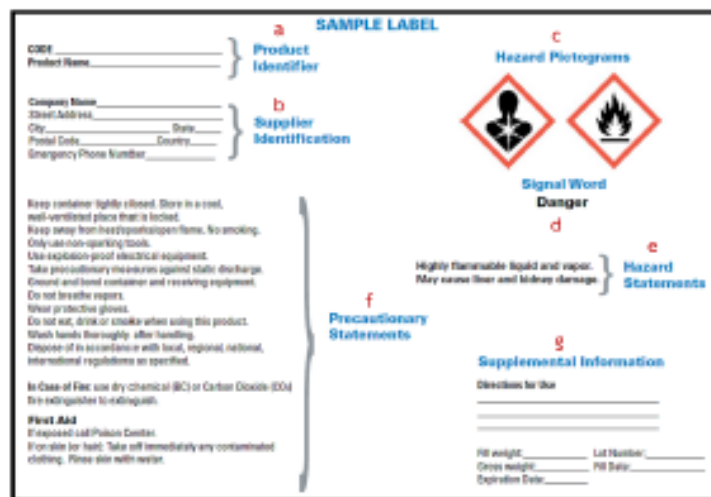 SAMPLE LABEL
a
CODE
Product Name
Product
Identifier
b
Company Name
Street Address
City State
Postal Code Country
Emergency Phone Number
Supplier
Identification
Keep container tightly closed. Store in a cool,
well-ventilated place that is locked.
Keep away from heat/sparks/open flame. No smoking.
Only use non-sparking tools.
Use explosion-proof electrical equipment.
Take precautionary measures against static discharge.
Ground and bond container and receiving equipment.
Do not breathe vapors.
Wear protective gloves.
Do not eat, drink or smoke when using this product.
Wash hands thoroughly after handling.
Dispose of in accordance with local, regional, national,
international regulations as specified.
In Case of Fire: use dry chemical (BC) or Carbon Dioxide (CO₂)
fire extinguisher to extinguish.
First Aid
If exposed call Poison Center.
If on skin (or hair): Take off immediately any contaminated
clothing. Rinse skin with water.
f
Precautionary
Statements
c
Hazard Pictograms
Signal Word
Danger
d
Highly flammable liquid and vapor.
May cause liver and kidney damage.
e
Hazard
Statements
g
Supplemental Information
Directions for Use
Fill weight: Lot Number:
Gross weight: Fill Date:
Expiration Date: